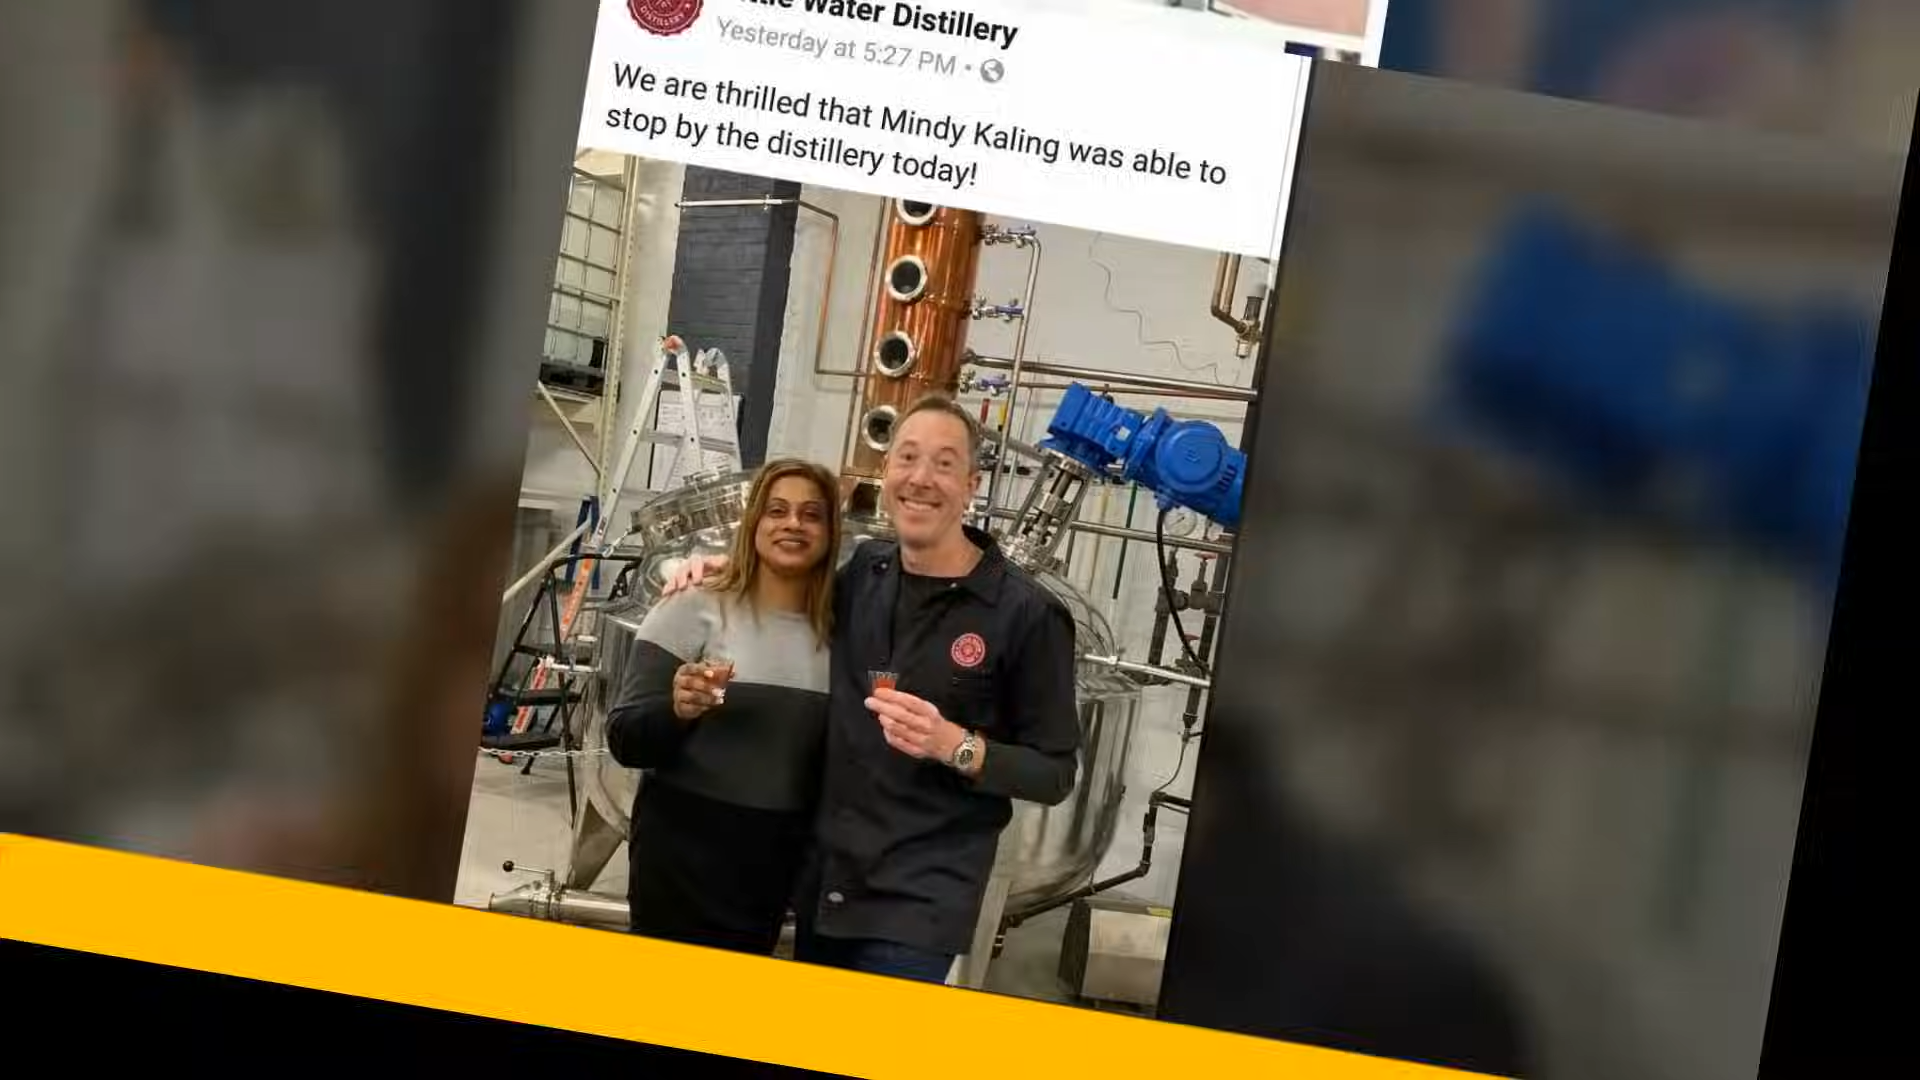 Water Distillery
Yesterday at 5:27 PM •
We are thrilled that Mindy Kaling was able to
stop by the distillery today!
DISTILLERY